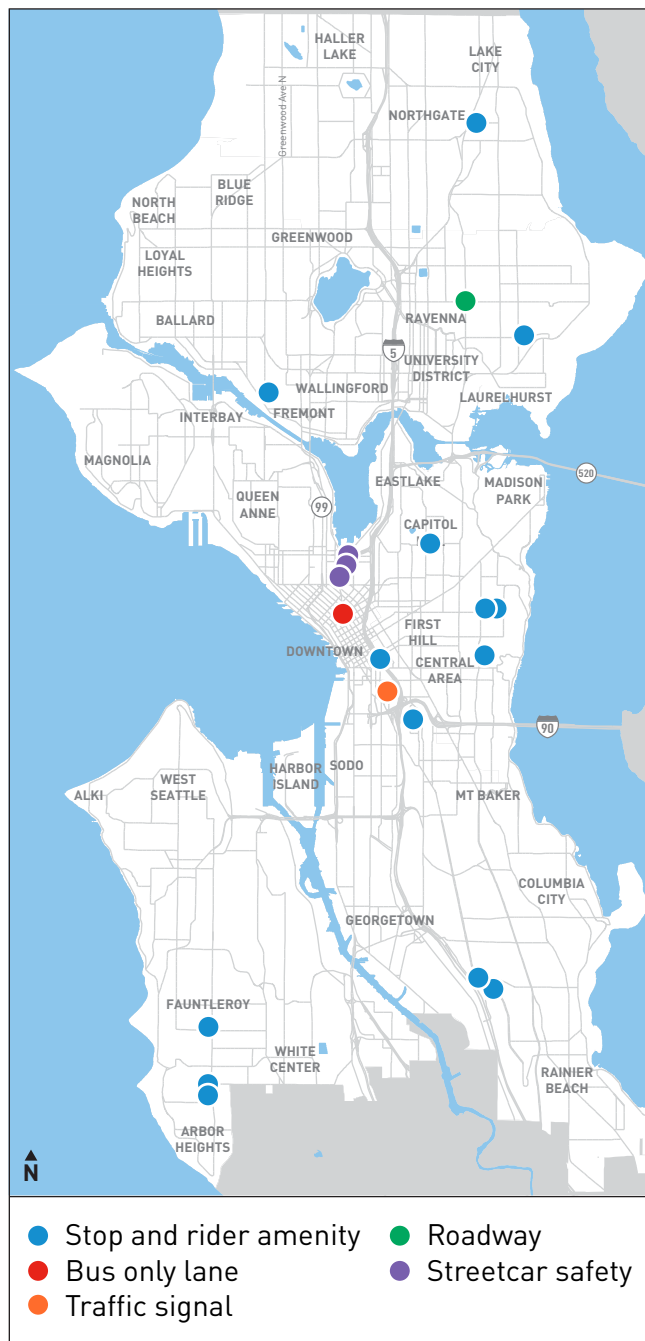 HALLER
LAKE
LAKE
CITY
Greenwood Ave N
NORTHGATE
BLUE
RIDGE
NORTH
BEACH
GREENWOOD
LOYAL
HEIGHTS
BALLARD
RAVENNA
5
UNIVERSITY
DISTRICT
WALLINGFORD
LAURELHURST
FREMONT
INTERBAY
MAGNOLIA
EASTLAKE
520
MADISON
PARK
QUEEN
ANNE
99
CAPITOL
FIRST
HILL
DOWNTOWN
CENTRAL
AREA
90
HARBOR
ISLAND
SODO
WEST
SEATTLE
ALKI
MT BAKER
COLUMBIA
CITY
GEORGETOWN
FAUNTLEROY
WHITE
CENTER
RAINIER
BEACH
ARBOR
HEIGHTS
N
Stop and rider amenity
Bus only lane
Traffic signal
Roadway
Streetcar safety